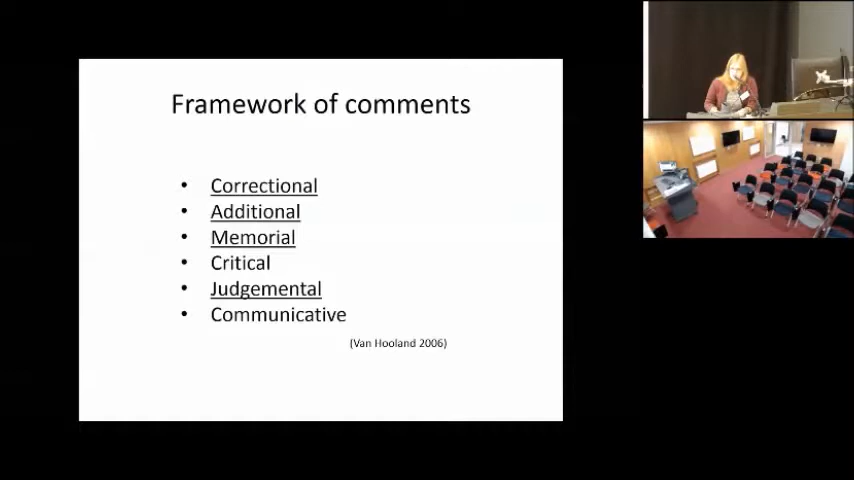 Framework of comments
• Correctional
• Additional
• Memorial
• Critical
• Judgemental
• Communicative
(Van Hooland 2006)